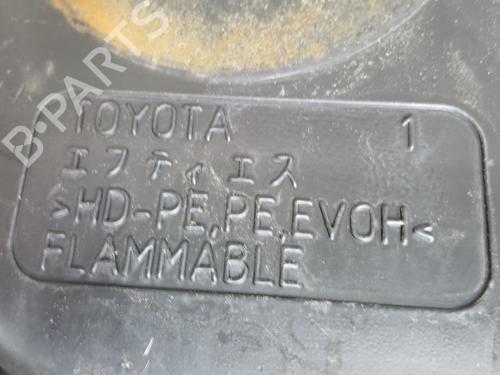 B-PARTS
TOYOTA 1
エフティエス
>HD-PE,PE,EVOH<
FLAMMABLE